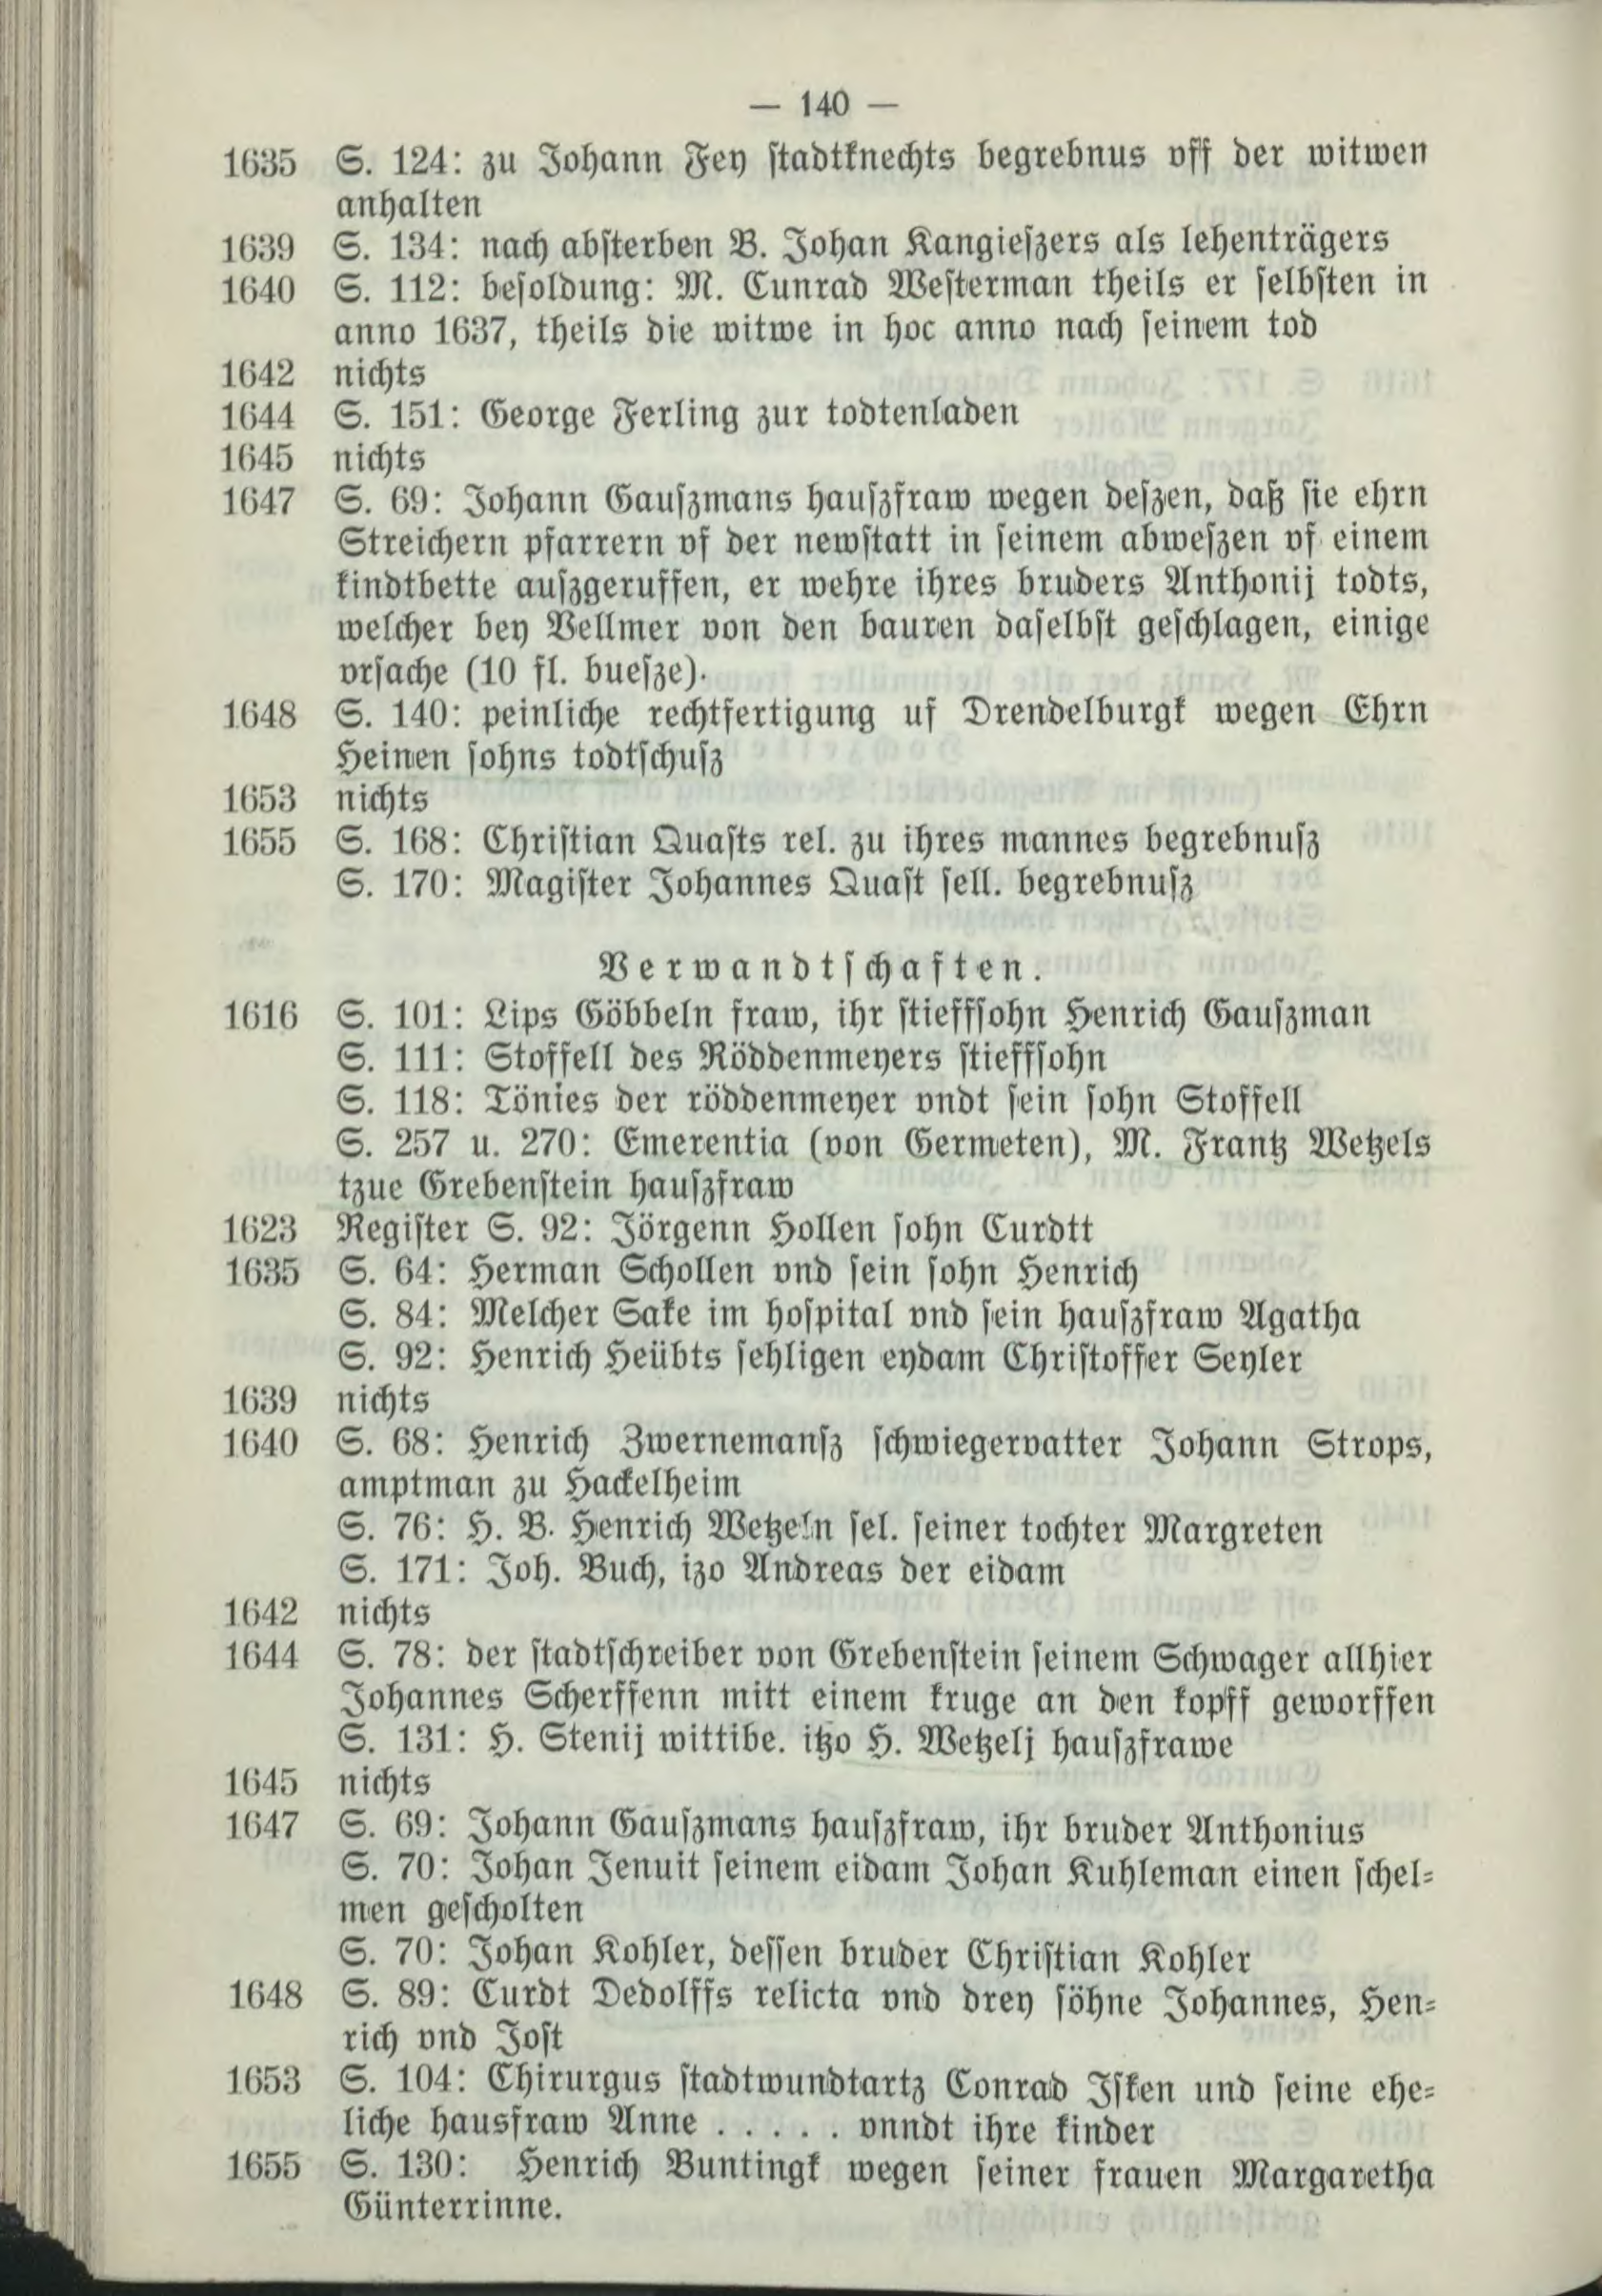 — 140 —
1635 S. 124: zu Johann Fey stadtknechts begrebnus vff der witwen
anhalten
1639 S. 134: nach absterben B. Johan Kangieszers als lehenträgers
1640 S. 112: besoldung: M. Cunrad Westerman theils er selbsten in
anno 1637, theils die witwe in hoc anno nach seinem tod
1642 nichts
1644 S. 151: George Ferling zur todtenladen
1645 nichts
1647 S. 69: Johann Gauszmans hauszfraw wegen deszen, daß sie ehrn
Streichern pfarrern vf der newstatt in seinem abweszen vf einem
kindtbette auszgeruffen, er wehre ihres bruders Anthonij todts,
welcher bey Vellmer von den bauren daselbst geschlagen, einige
vrsache (10 fl. buesze).
1648 S. 140: peinliche rechtfertigung uf Drendelburgk wegen Ehrn
Heinen sohns todtschusz
1653 nichts
1655 S. 168: Christian Quasts rel. zu ihres mannes begrebnusz
S. 170: Magister Johannes Quast sell. begrebnusz
Verwandtschaften.
1616 S. 101: Lips Göbbeln fraw, ihr stieffsohn Henrich Gauszman
S. 111: Stoffell des Röddenmeyers stieffsohn
S. 118: Tönies der röddenmeyer vndt sein sohn Stoffell
S. 257 u. 270: Emerentia (von Germeten), M. Frantz Wetzels
tzue Grebenstein hauszfraw
1623 Register S. 92: Jörgenn Hollen sohn Curdtt
1635 S. 64: Herman Schollen vnd sein sohn Henrich
S. 84: Melcher Sake im hospital vnd sein hauszfraw Agatha
S. 92: Henrich Heübts sehligen eydam Christoffer Seyler
1639 nichts
1640 S. 68: Henrich Zwernemansz schwiegervatter Johann Strops,
amptman zu Hackelheim
S. 76: H. B. Henrich Wetzeln sel. seiner tochter Margreten
S. 171: Joh. Buch, izo Andreas der eidam
1642 nichts
1644 S. 78: der stadtschreiber von Grebenstein seinem Schwager allhier
Johannes Scherffenn mitt einem kruge an den kopff geworffen
S. 131: H. Stenij wittibe. itzo H. Wetzelj hauszfrawe
1645 nichts
1647 S. 69: Johann Gauszmans hauszfraw, ihr bruder Anthonius
S. 70: Johan Jenuit seinem eidam Johan Kuhleman einen schel=
men gescholten
S. 70: Johan Kohler, dessen bruder Christian Kohler
1648 S. 89: Curdt Dedolffs relicta vnd drey söhne Johannes, Hen=
rich vnd Jost
1653 S. 104: Chirurgus stadtwundtartz Conrad Isken und seine ehe=
liche hausfraw Anne . . . . . vnndt ihre kinder
1655 S. 130: Henrich Buntingk wegen seiner frauen Margaretha
Günterrinne.